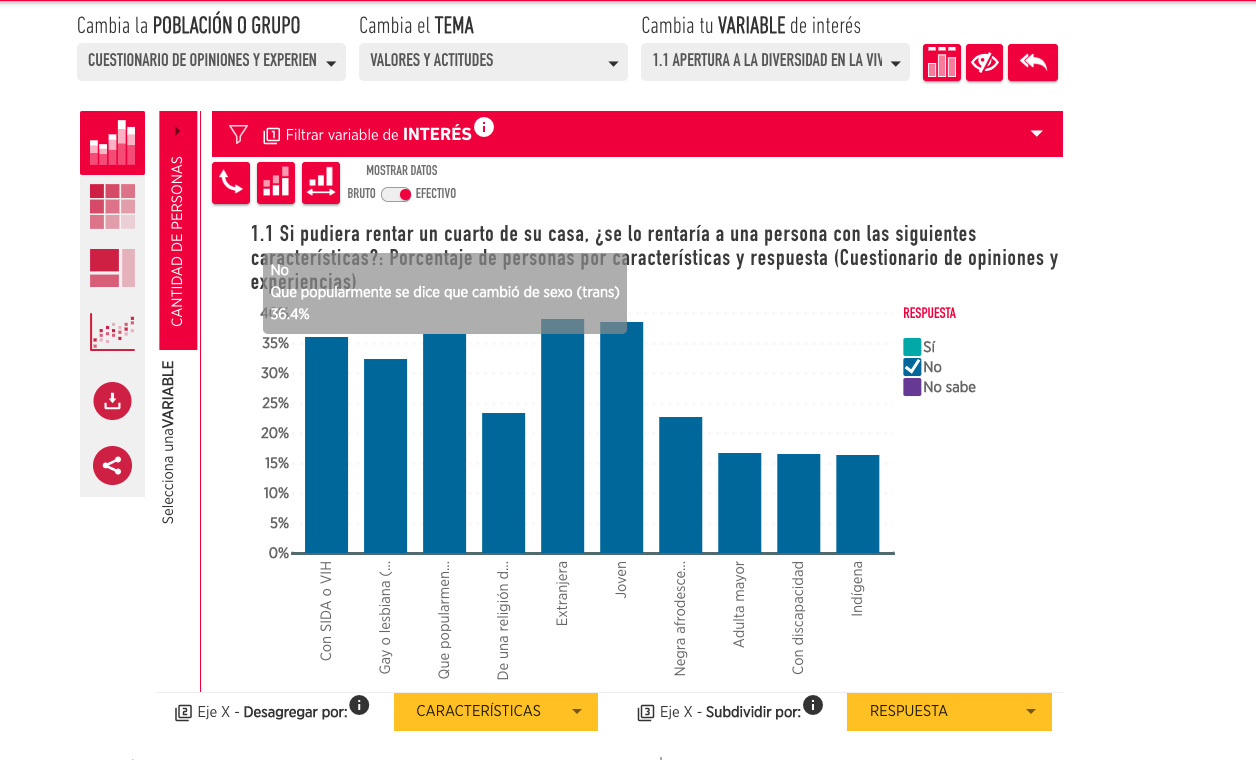 Cambia la POBLACIÓN O GRUPO
Cambia el TEMA
Cambia tu VARIABLE de interés
CUESTIONARIO DE OPINIONES Y EXPERIEN
VALORES Y ACTITUDES
1.1 APERTURA A LA DIVERSIDAD EN LA VIV
CANTIDAD DE PERSONAS
Selecciona unaVARIABLE
1 Filtrar variable de INTERÉS i
MOSTRAR DATOS
BRUTO EFECTIVO
1.1 Si pudiera rentar un cuarto de su casa, ¿se lo rentaría a una persona con las siguientes
características?: Porcentaje de personas por características y respuesta (Cuestionario de opiniones y
experiencias)
No
Que popularmente se dice que cambió de sexo (trans)
36.4%
40%
35%
30%
25%
20%
15%
10%
5%
0%
Con SIDA o VIH
Gay o lesbiana (...
Que popularmen...
De una religión d...
Extranjera
Joven
Negra afrodesce...
Adulta mayor
Con discapacidad
Indígena
RESPUESTA
Sí
No
No sabe
2 Eje X - Desagregar por: i
CARACTERÍSTICAS
3 Eje X - Subdividir por: i
RESPUESTA